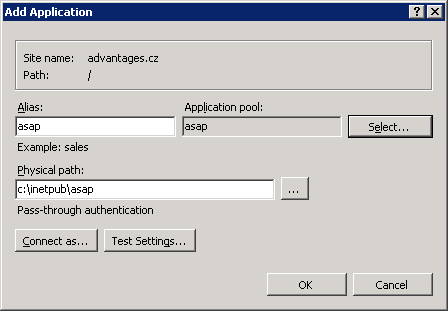 Add Application
Site name: advantages.cz
Path: /
Alias: Application pool:
asap asap Select...
Example: sales
Physical path:
c:\inetpub\asap ...
Pass-through authentication
Connect as... Test Settings...
OK Cancel